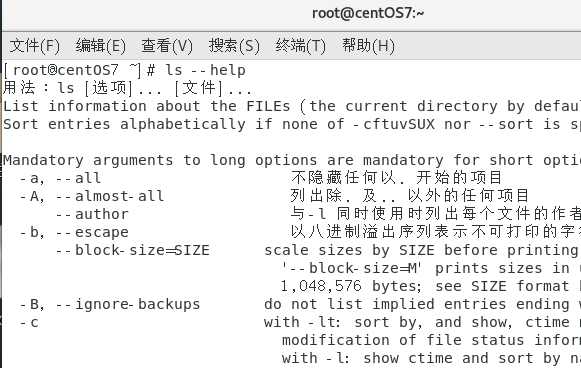 root@centOS7:~
文件(F) 编辑(E) 查看(V) 搜索(S) 终端(T) 帮助(H)
[root@centOS7 ~]# ls --help
用法：ls [选项]... [文件]...
List information about the FILEs (the current directory by
Sort entries alphabetically if none of -cftuvSUX nor --sort is
Mandatory arguments to long options are mandatory for short
-a, --all 不隐藏任何以. 开始的项目
-A, --almost-all 列出除. 及.. 以外的任何项目
--author 与-l 同时使用时列出每个文件的作者
-b, --escape 以八进制溢出序列表示不可打印的字符
--block-size=SIZE scale sizes by SIZE before printing
'--block-size=M' prints sizes in
1,048,576 bytes; see SIZE format
-B, --ignore-backups do not list implied entries ending
-c with -lt: sort by, and show, ctime
modification of file status
with -l: show ctime and sort by